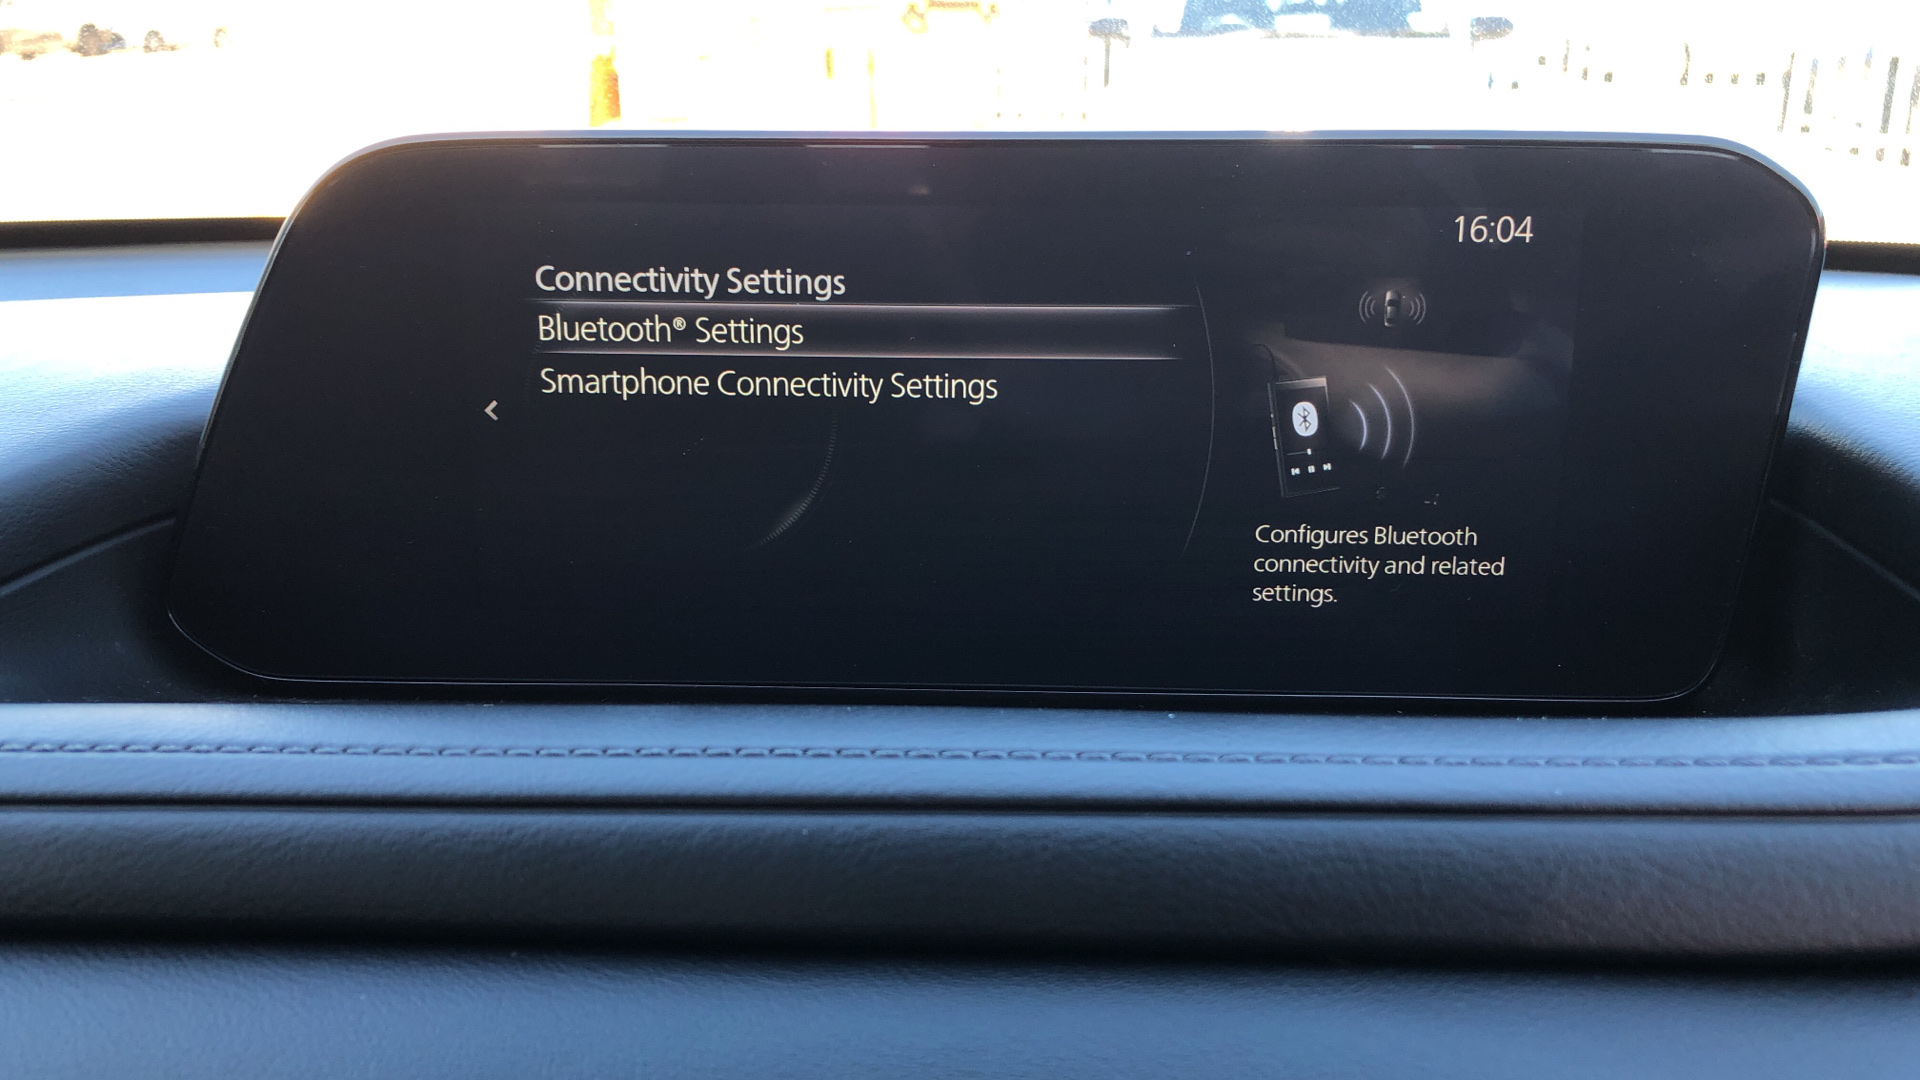 16:04
Connectivity Settings
Bluetooth® Settings
Smartphone Connectivity Settings
Configures Bluetooth
connectivity and related
settings.